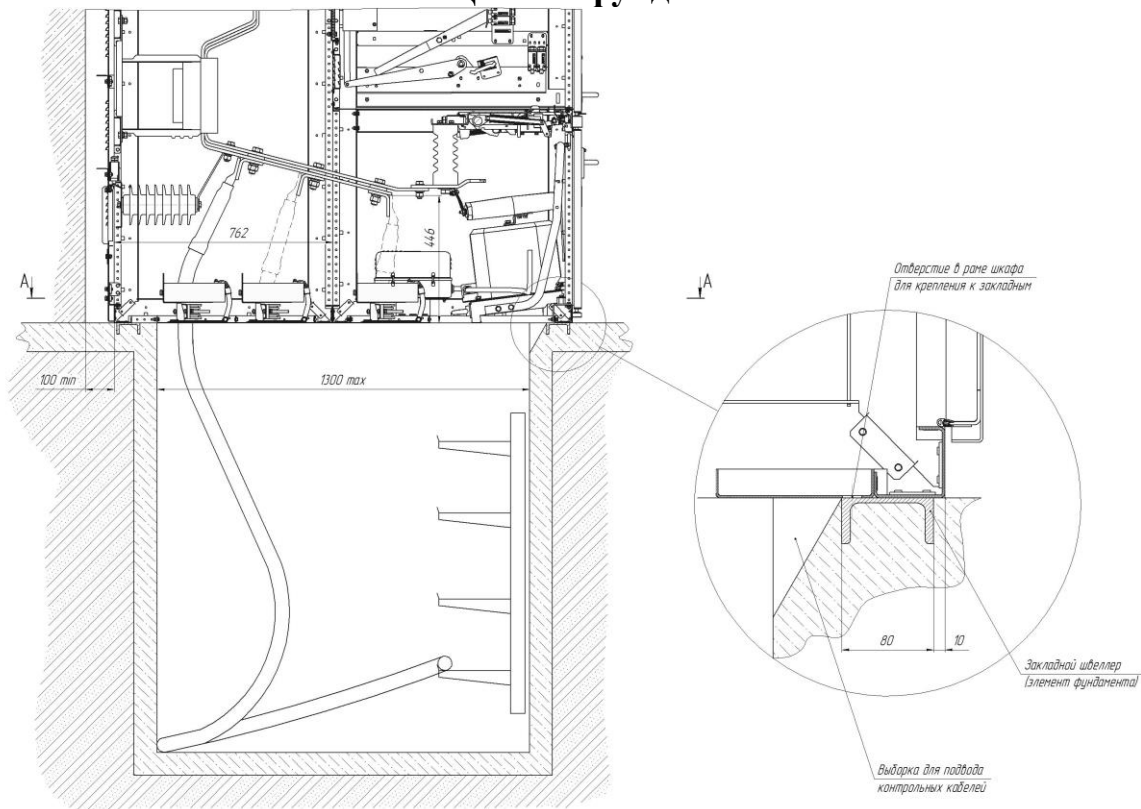 762
446
А
А
100 min
1300 max
Отверстие в раме шкафа
для крепления к закладным
80
10
Закладной швеллер
(элемент фундамента)
Выборка для подвода
контрольных кабелей